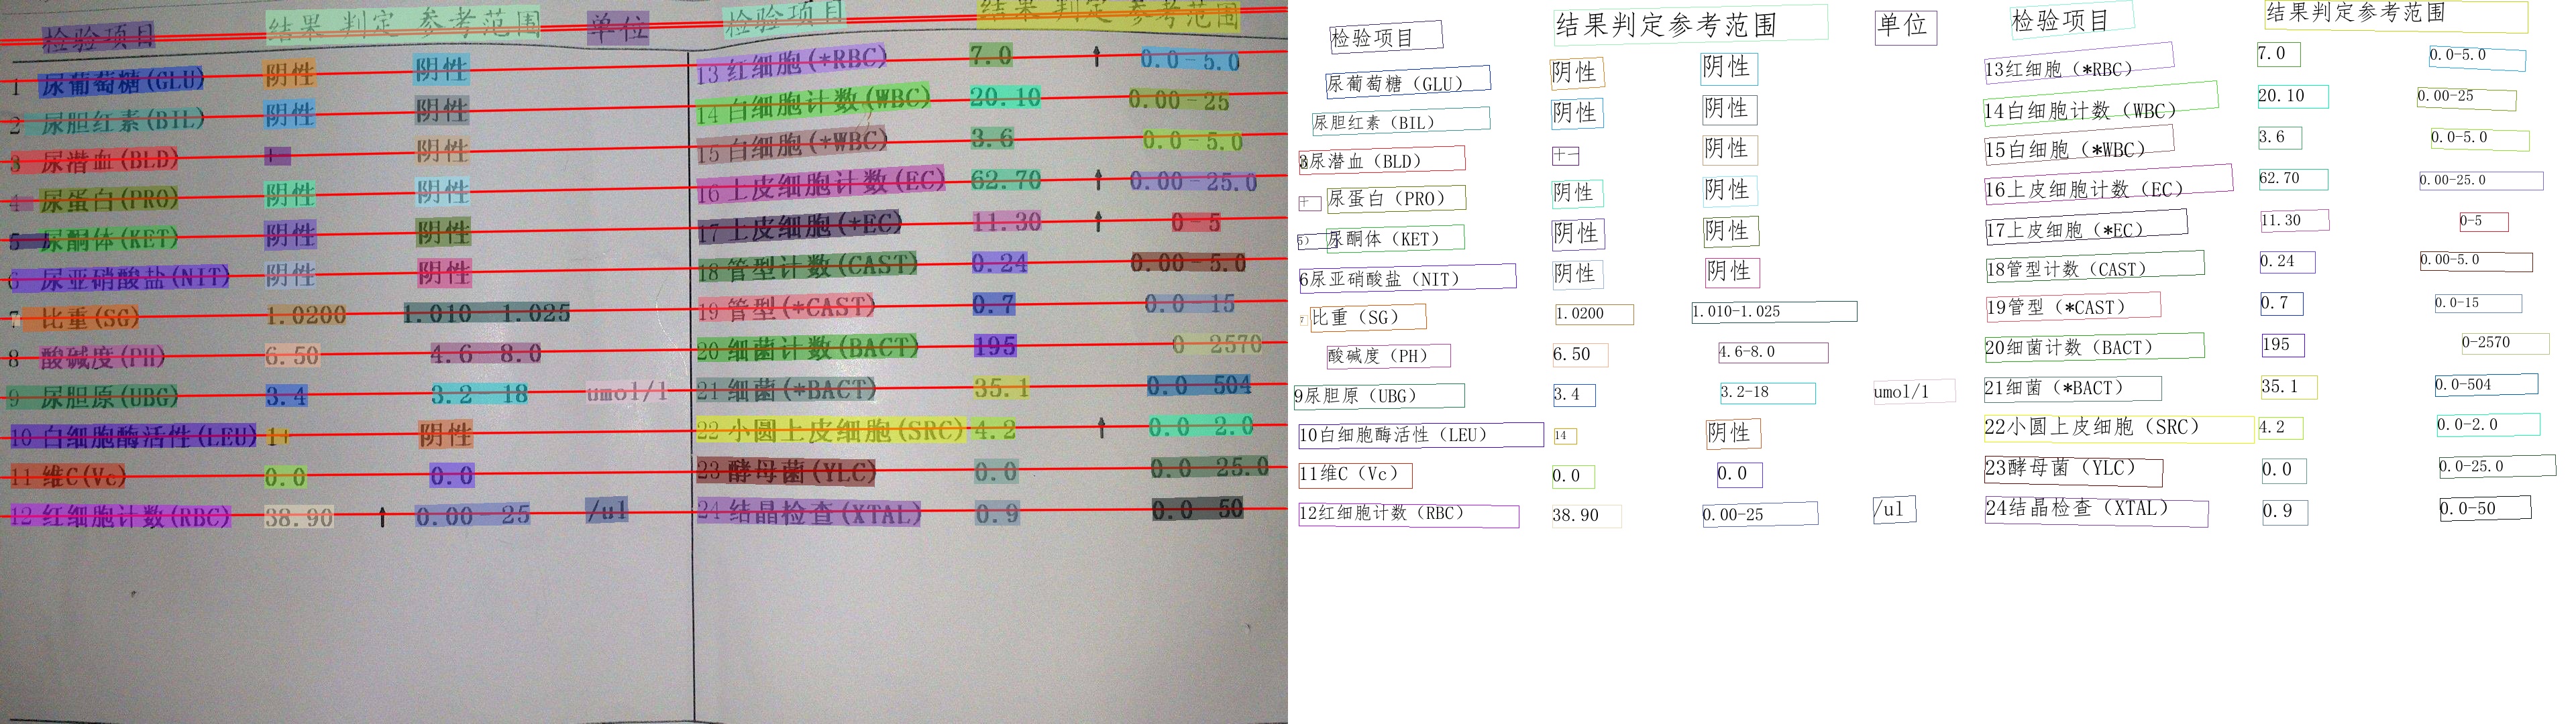 检验项目 结果 判定 参考范围 单位 检验项目 结果 判定 参考范围
1 尿葡萄糖(GLU) 阴性 阴性 13 红细胞(*RBC) 7.0 ↑ 0.0-5.0
2 尿胆红素(BIL) 阴性 阴性 14 白细胞计数(WBC) 20.10 0.00-25
3 尿潜血(BLD) 阴性 15 白细胞(*WBC) 3.6 0.0-5.0
4 尿蛋白(PRO) 阴性 阴性 16 上皮细胞计数(EC) 62.70 ↑ 0.00-25.0
5 尿酮体(KET) 阴性 阴性 17 上皮细胞(*EC) 11.30 ↑ 0-5
6 尿亚硝酸盐(NIT) 阴性 阴性 18 管型计数(CAST) 0.24 0.00-5.0
7 比重(SG) 1.0200 1.010-1.025 19 管型(*CAST) 0.7 0.0-15
8 酸碱度(PH) 6.50 4.6-8.0 20 细菌计数(BACT) 195 0-2570
9 尿胆原(UBG) 3.4 3.2-18 umol/l 21 细菌(*BACT) 35.1 0.0-504
10 白细胞酶活性(LEU) 1+ 阴性 22 小圆上皮细胞(SRC) 4.2 ↑ 0.0-2.0
11 维C(Vc) 0.0 0.0 23 酵母菌(YLC) 0.0 0.0-25.0
12 红细胞计数(RBC) 38.90 ↑ 0.00-25 /ul 24 结晶检查(XTAL) 0.9 0.0-50
检验项目 结果判定参考范围 单位 检验项目 结果判定参考范围
尿葡萄糖（GLU） 阴性 阴性 13红细胞（*RBC） 7.0 0.0-5.0
尿胆红素（BIL） 阴性 阴性 14白细胞计数（WBC） 20.10 0.00-25
尿潜血（BLD） 十一 阴性 15白细胞（*WBC） 3.6 0.0-5.0
十 尿蛋白（PRO） 阴性 阴性 16上皮细胞计数（EC） 62.70 0.00-25.0
5） 尿酮体（KET） 阴性 阴性 17上皮细胞（*EC） 11.30 0-5
6尿亚硝酸盐（NIT） 阴性 阴性 18管型计数（CAST） 0.24 0.00-5.0
7 比重（SG） 1.0200 1.010-1.025 19管型（*CAST） 0.7 0.0-15
酸碱度（PH） 6.50 4.6-8.0 20细菌计数（BACT） 195 0-2570
9尿胆原（UBG） 3.4 3.2-18 umol/l 21细菌（*BACT） 35.1 0.0-504
10白细胞酶活性（LEU） 14 阴性 22小圆上皮细胞（SRC） 4.2 0.0-2.0
11维C（Vc） 0.0 0.0 23酵母菌（YLC） 0.0 0.0-25.0
12红细胞计数（RBC） 38.90 0.00-25 /ul 24结晶检查（XTAL） 0.9 0.0-50